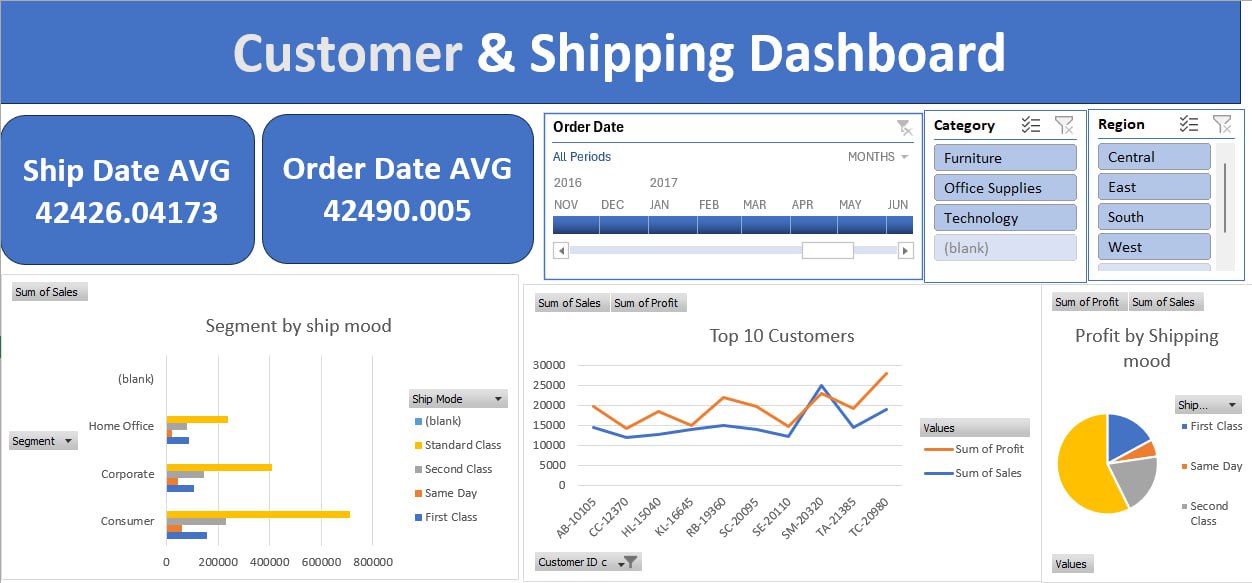 Customer & Shipping Dashboard
Ship Date AVG
42426.04173
Order Date AVG
42490.005
Order Date
All Periods
MONTHS
2016
2017
NOV DEC JAN FEB MAR APR MAY JUN
Category
Furniture
Office Supplies
Technology
(blank)
Region
Central
East
South
West
Sum of Sales
Segment by ship mood
(blank)
Home Office
Corporate
Consumer
Segment
0 200000 400000 600000 800000
Ship Mode
(blank)
Standard Class
Second Class
Same Day
First Class
Sum of Sales
Sum of Profit
Top 10 Customers
30000
25000
20000
15000
10000
5000
0
AB-10105
CC-12370
HL-15040
KL-16645
RB-19360
SC-20095
SE-20110
SM-20320
TA-21385
TC-20980
Values
Sum of Profit
Sum of Sales
Customer ID c
Sum of Profit
Sum of Sales
Profit by Shipping
mood
Ship...
First Class
Same Day
Second
Class
Values